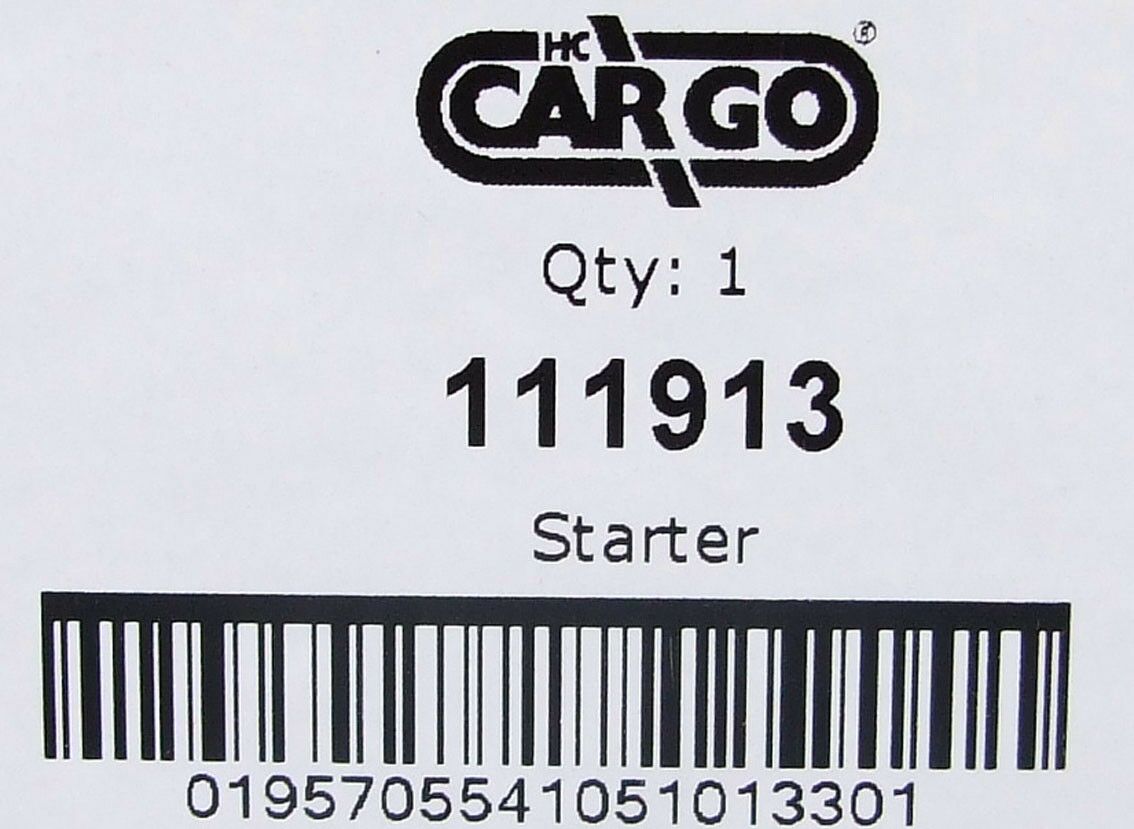 HC
CARGO ®
Qty: 1
111913
Starter
0195705541051013301